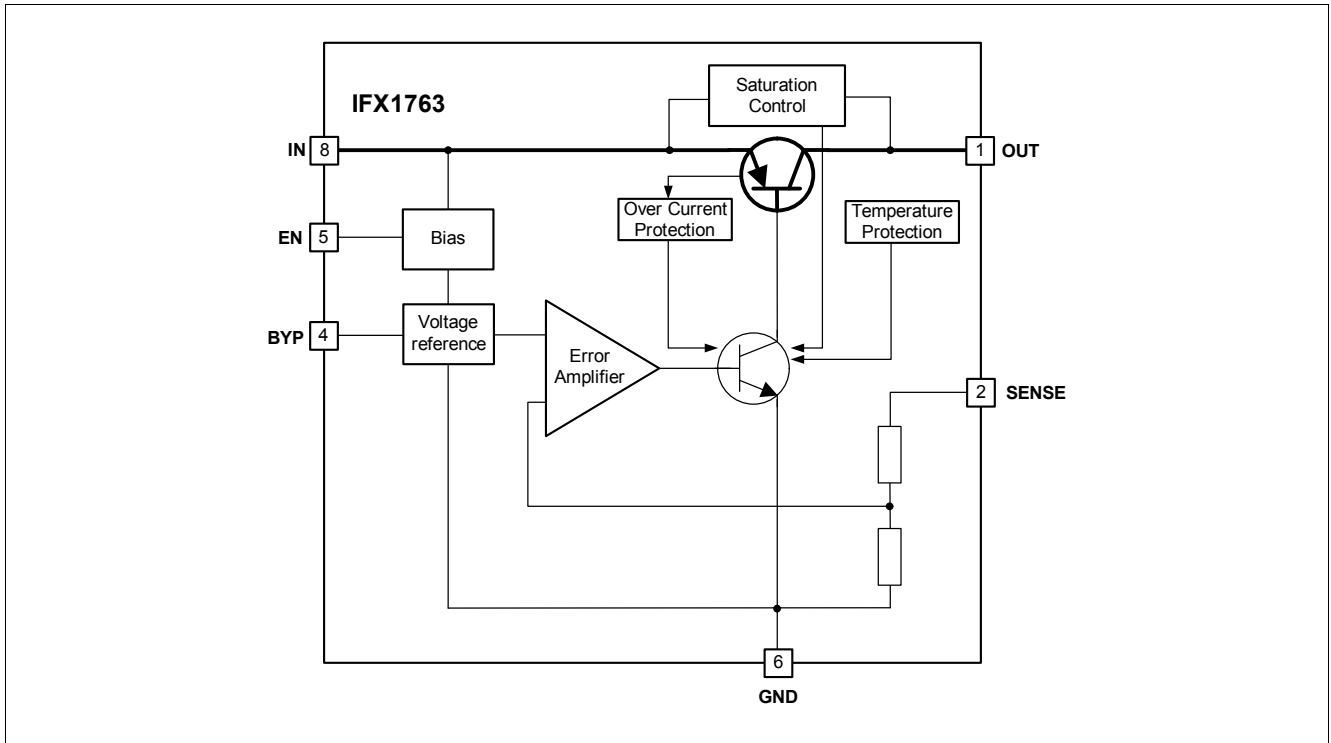 Saturation
Control
IFX1763
IN 8
1 OUT
Over Current
Protection
Temperature
Protection
EN 5
Bias
BYP 4
Voltage
reference
Error
Amplifier
2 SENSE
6
GND